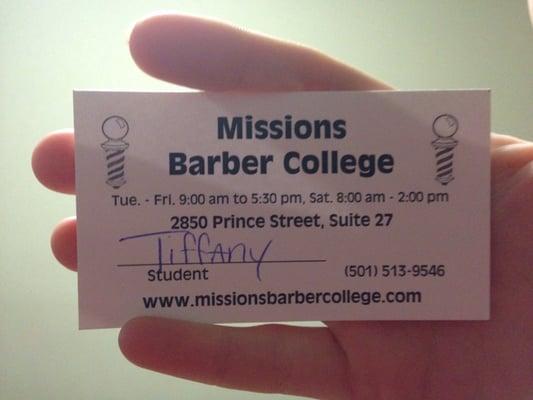 Missions
Barber College
Tue. - Fri. 9:00 am to 5:30 pm, Sat. 8:00 am - 2:00 pm
2850 Prince Street, Suite 27
Tiffany
Student (501) 513-9546
www.missionsbarbercollege.com